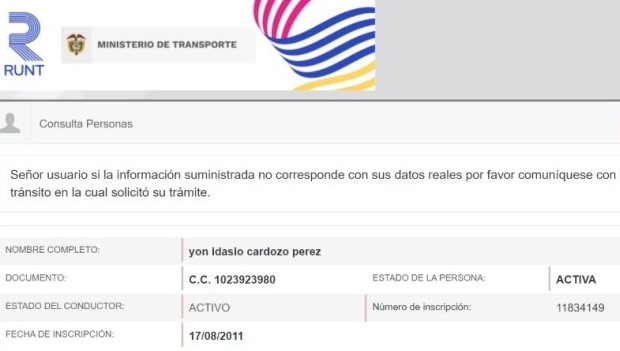 RUNT
MINISTERIO DE TRANSPORTE
Consulta Personas
Señor usuario si la información suministrada no corresponde con sus datos reales por favor comuníquese con
tránsito en la cual solicitó su trámite.
NOMBRE COMPLETO: yon idasio cardozo perez
DOCUMENTO: C.C. 1023923980 ESTADO DE LA PERSONA: ACTIVA
ESTADO DEL CONDUCTOR: ACTIVO Número de inscripción: 11834149
FECHA DE INSCRIPCIÓN: 17/08/2011